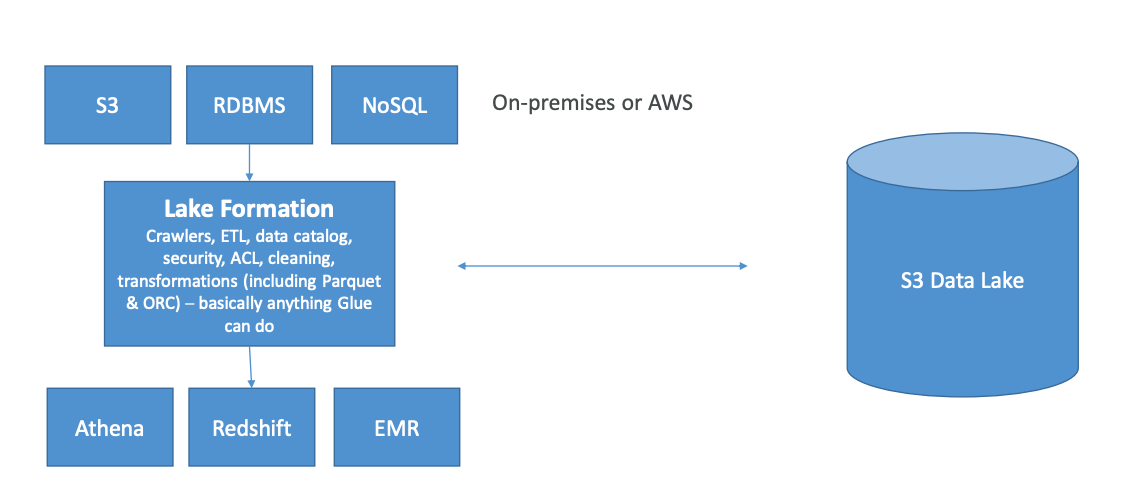 S3
RDBMS
NoSQL
On-premises or AWS
Lake Formation
Crawlers, ETL, data catalog,
security, ACL, cleaning,
transformations (including Parquet
& ORC) – basically anything Glue
can do
S3 Data Lake
Athena
Redshift
EMR